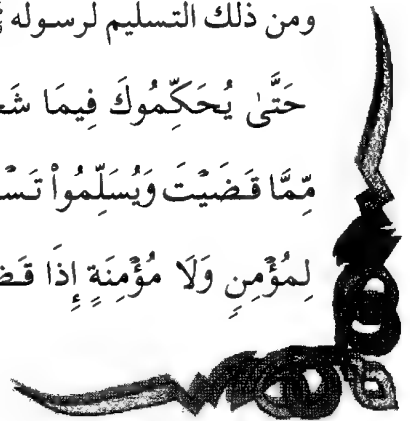 ومن ذلك التسليم لرسوله
حَتَّىٰ يُحَكِّمُوكَ فِيمَا
مِّمَّا قَضَيْتَ وَيُسَلِّمُواْ
لِمُؤْمِنٍ وَلَا مُؤْمِنَةٍ إِذَا